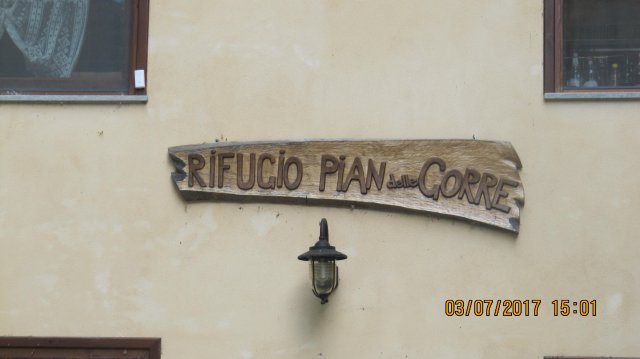 RiFUGiO PiAN delle GORRE
03/07/2017 15:01